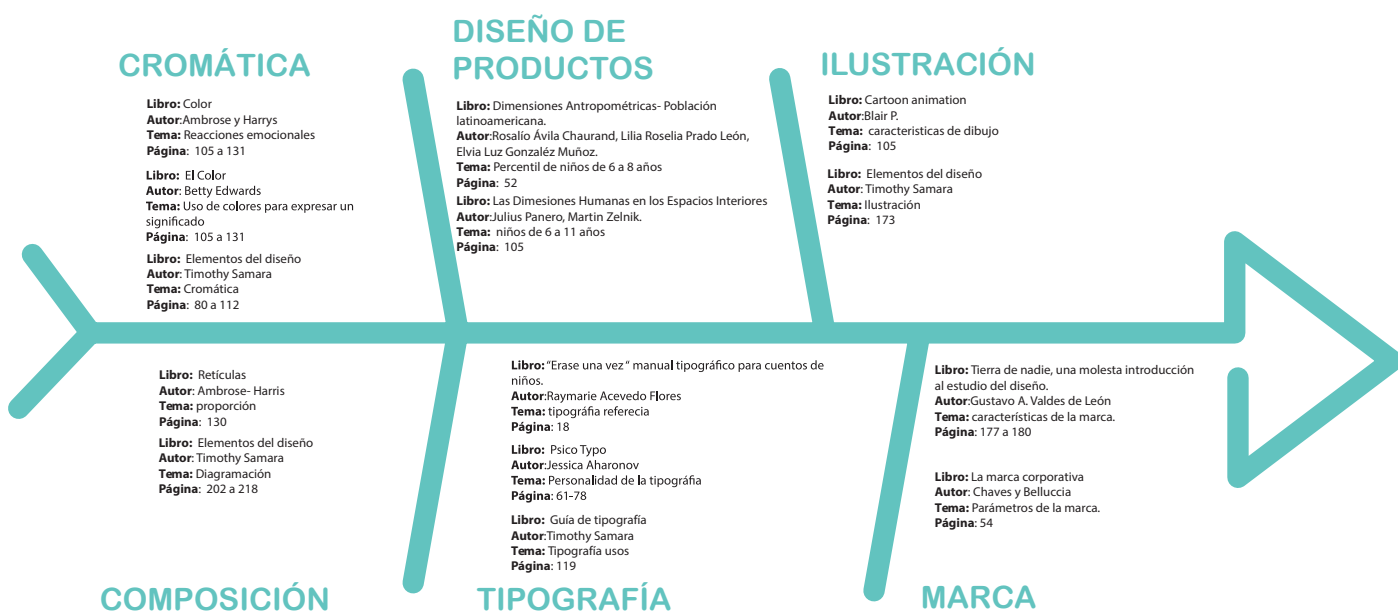 CROMÁTICA
Libro: Color
Autor:Ambrose y Harrys
Tema: Reacciones emocionales
Página: 105 a 131
Libro: El Color
Autor: Betty Edwards
Tema: Uso de colores para expresar un
significado
Página: 105 a 131
Libro: Elementos del diseño
Autor: Timothy Samara
Tema: Cromática
Página: 80 a 112
DISEÑO DE
PRODUCTOS
Libro: Dimensiones Antropométricas- Población
latinoamericana.
Autor:Rosalío Ávila Chaurand, Lilia Roselia Prado León,
Elvia Luz Gonzaléz Muñoz.
Tema: Percentil de niños de 6 a 8 años
Página: 52
Libro: Las Dimesiones Humanas en los Espacios Interiores
Autor:Julius Panero, Martin Zelnik.
Tema: niños de 6 a 11 años
Página: 105
ILUSTRACIÓN
Libro: Cartoon animation
Autor:Blair P.
Tema: caracteristicas de dibujo
Página: 105
Libro: Elementos del diseño
Autor: Timothy Samara
Tema: Ilustración
Página: 173
Libro: Retículas
Autor: Ambrose- Harris
Tema: proporción
Página: 130
Libro: Elementos del diseño
Autor: Timothy Samara
Tema: Diagramación
Página: 202 a 218
COMPOSICIÓN
Libro: "Erase una vez" manual tipográfico para cuentos de
niños.
Autor:Raymarie Acevedo Flores
Tema: tipográfia referecia
Página: 18
Libro: Psico Typo
Autor:Jessica Aharonov
Tema: Personalidad de la tipográfia
Página: 61-78
Libro: Guía de tipografía
Autor:Timothy Samara
Tema: Tipografía usos
Página: 119
TIPOGRAFÍA
Libro: Tierra de nadie, una molesta introducción
al estudio del diseño.
Autor:Gustavo A. Valdes de León
Tema: características de la marca.
Página: 177 a 180
Libro: La marca corporativa
Autor: Chaves y Belluccia
Tema: Parámetros de la marca.
Página: 54
MARCA